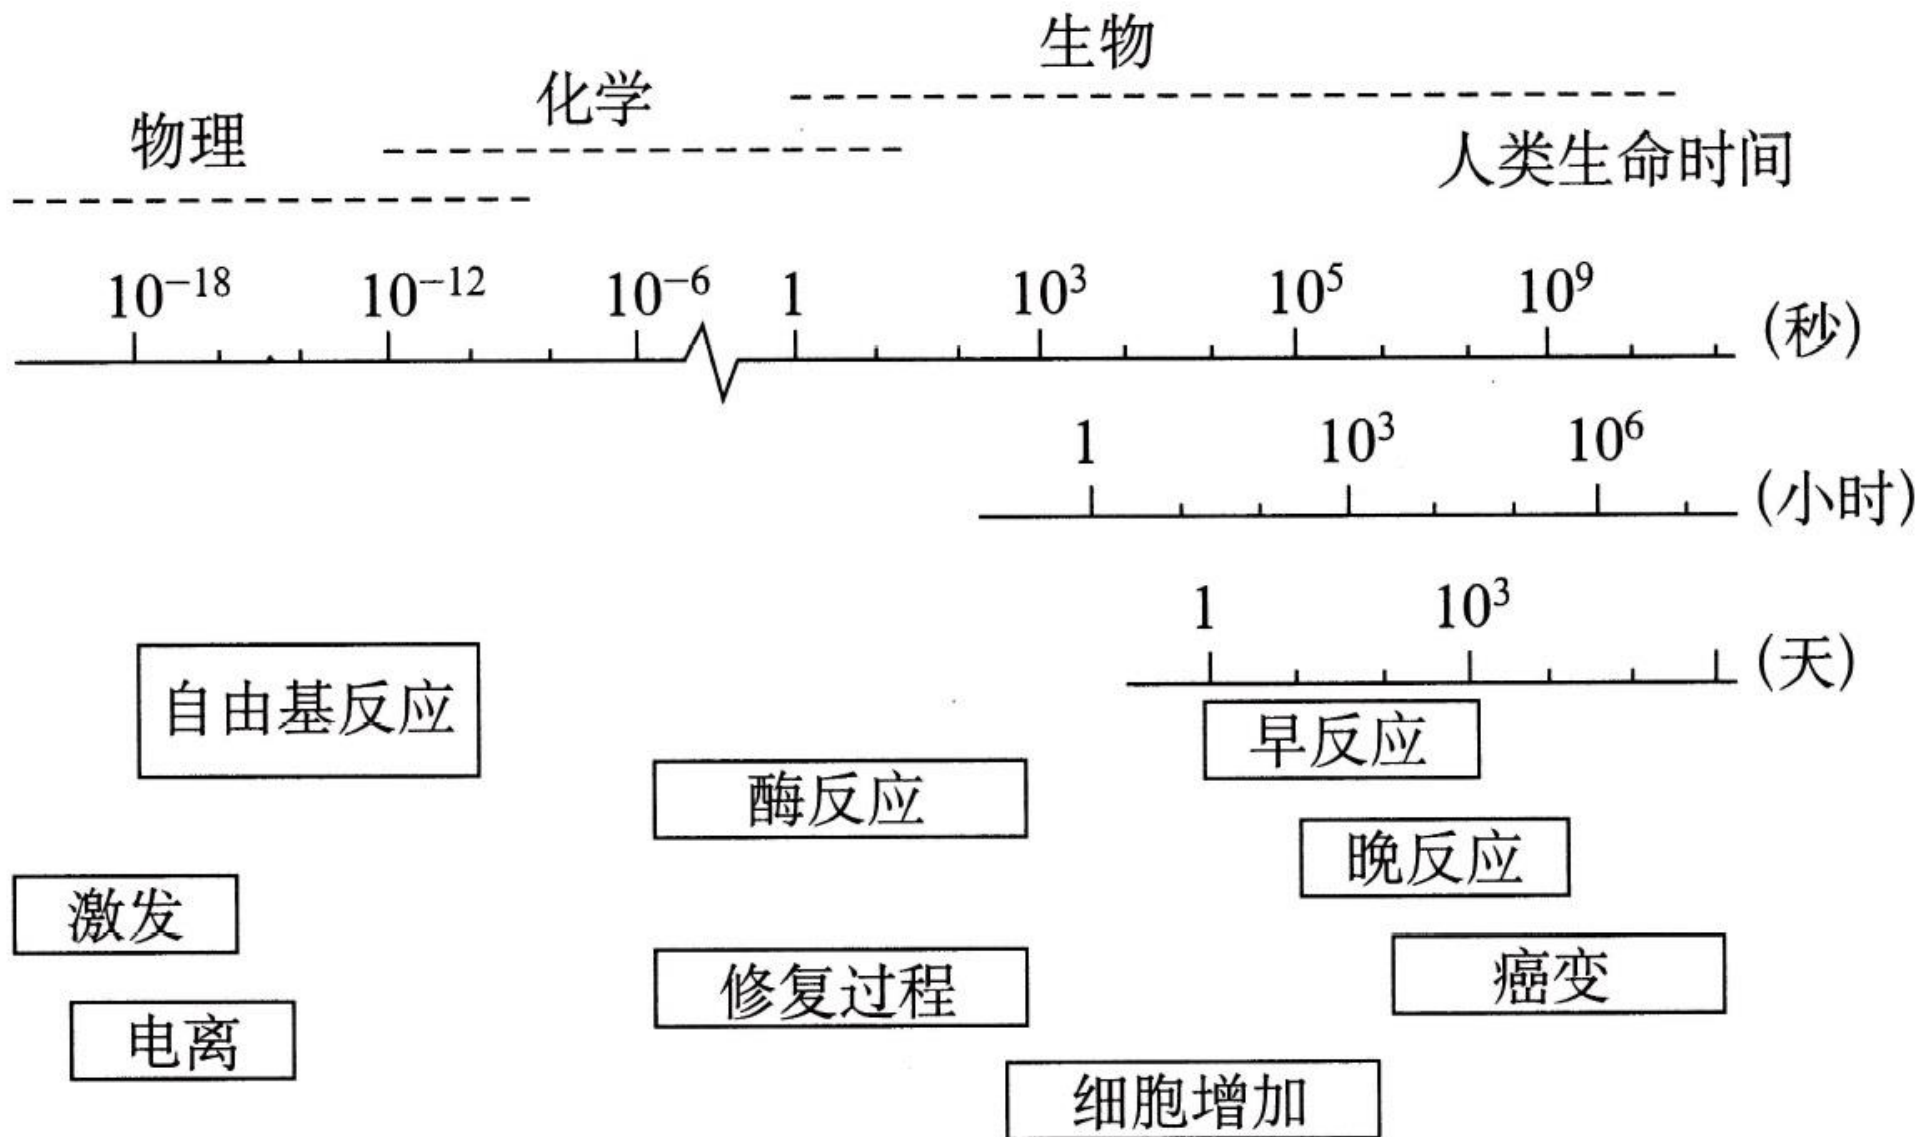 生物
化学
物理
人类生命时间
10⁻¹⁸ 10⁻¹² 10⁻⁶ 1 10³ 10⁵ 10⁹ (秒)
1 10³ 10⁶ (小时)
1 10³ (天)
自由基反应
早反应
酶反应
晚反应
激发
癌变
修复过程
电离
细胞增加